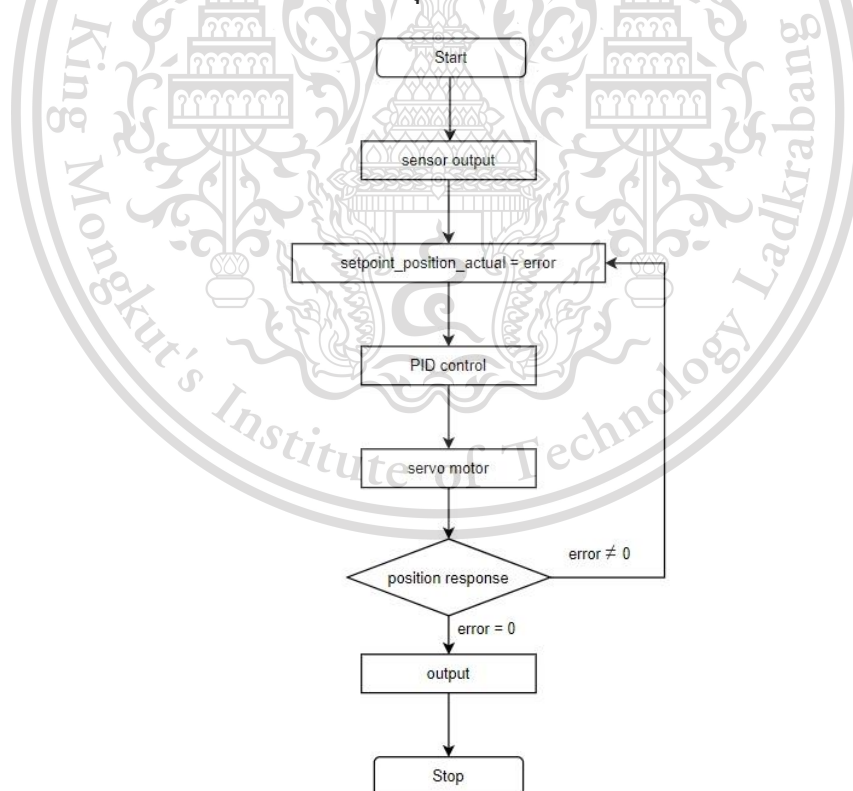 Start
sensor output
setpoint_position_actual = error
PID control
servo motor
position response
error ≠ 0
error = 0
output
Stop
King Mongkut's Institute of Technology Ladkrabang